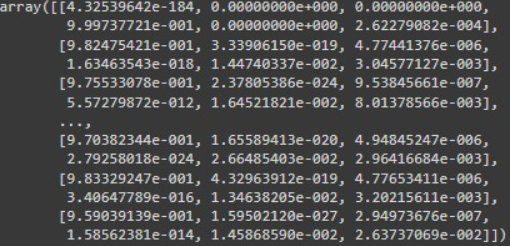 array([[4.32539642e-184, 0.00000000e+000, 0.00000000e+000,
9.99737721e-001, 0.00000000e+000, 2.62279082e-004],
[9.82475421e-001, 3.33906150e-019, 4.77441376e-006,
1.63463543e-018, 1.44740337e-002, 3.04577127e-003],
[9.75533078e-001, 2.37805386e-024, 9.53845661e-007,
5.57279872e-012, 1.64521821e-002, 8.01378566e-003],
...,
[9.70382344e-001, 1.65589413e-020, 4.94845247e-006,
2.79258018e-024, 2.66485403e-002, 2.96416684e-003],
[9.83329247e-001, 4.32963912e-019, 4.77653411e-006,
3.40647789e-016, 1.34638205e-002, 3.20215611e-003],
[9.59039139e-001, 1.59502120e-027, 2.94973676e-007,
1.58562381e-014, 1.45868590e-002, 2.63737069e-002]])